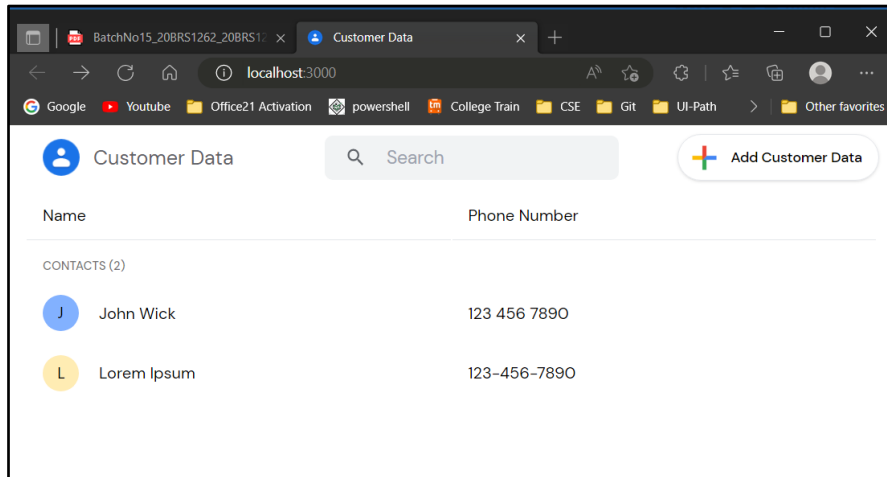 BatchNo15_20BRS1262_20BRS12
Customer Data
localhost:3000
Google Youtube Office21 Activation powershell College Train CSE Git UI-Path Other favorites
Customer Data Search Add Customer Data
Name Phone Number
CONTACTS (2)
J John Wick 123 456 7890
L Lorem Ipsum 123-456-7890